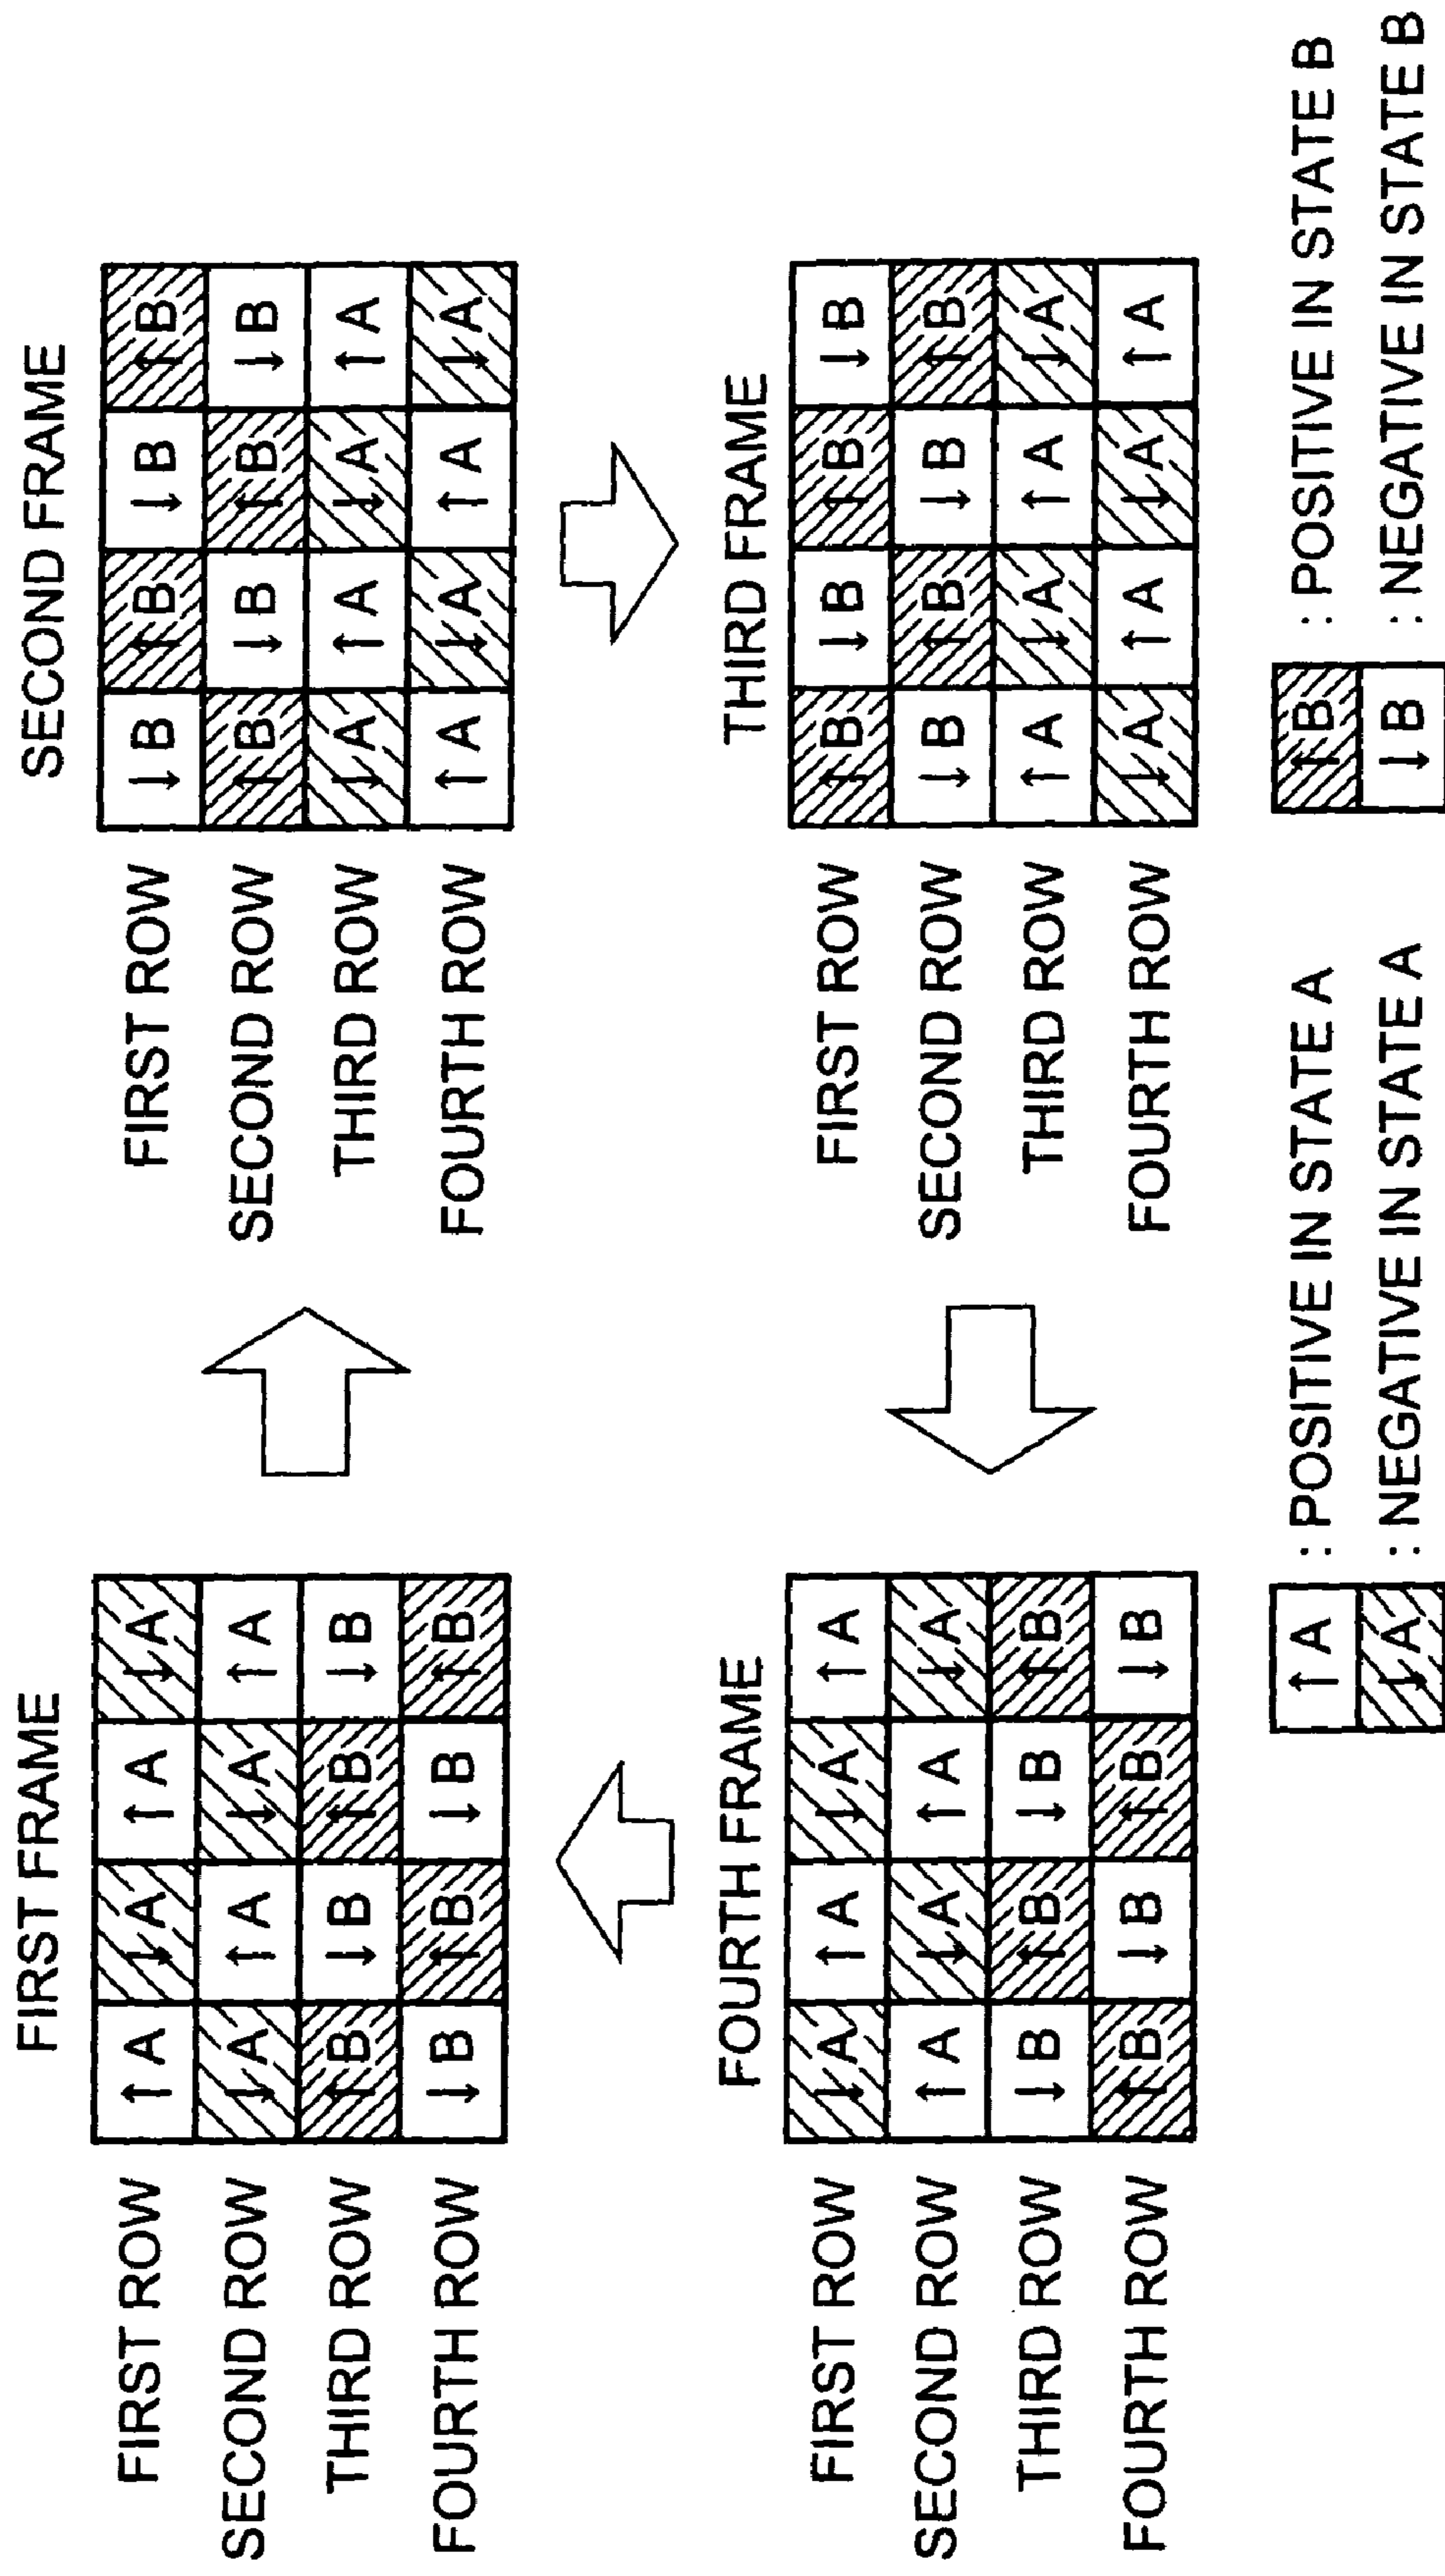 FIRST FRAME
FIRST ROW ↑A ↓A ↑A ↓A
SECOND ROW ↓A ↑A ↓A ↑A
THIRD ROW ↑B ↓B ↑B ↓B
FOURTH ROW ↓B ↑B ↓B ↑B
SECOND FRAME
FIRST ROW ↓B ↑B ↓B ↑B
SECOND ROW ↑B ↓B ↑B ↓B
THIRD ROW ↓A ↑A ↓A ↑A
FOURTH ROW ↑A ↓A ↑A ↓A
FOURTH FRAME
FIRST ROW ↓A ↑A ↓A ↑A
SECOND ROW ↑A ↓A ↑A ↓A
THIRD ROW ↓B ↑B ↓B ↑B
FOURTH ROW ↑B ↓B ↑B ↓B
THIRD FRAME
FIRST ROW ↑B ↓B ↑B ↓B
SECOND ROW ↓B ↑B ↓B ↑B
THIRD ROW ↑A ↓A ↑A ↓A
FOURTH ROW ↓A ↑A ↓A ↑A
↑A : POSITIVE IN STATE A
↓A : NEGATIVE IN STATE A
↑B : POSITIVE IN STATE B
↓B : NEGATIVE IN STATE B